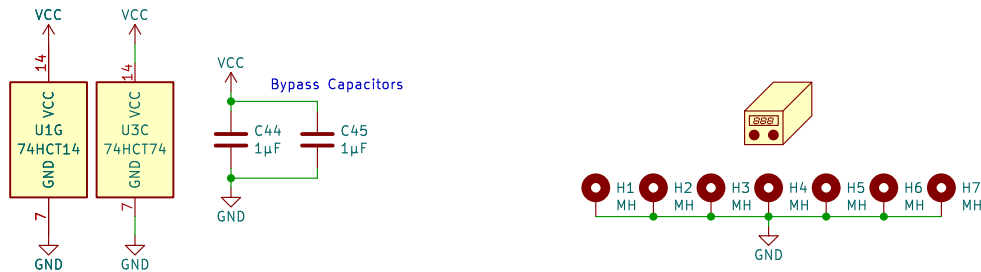 VCC
14
VCC
U1G
74HCT14
GND
7
GND
VCC
14
VCC
U3C
74HCT74
GND
7
GND
VCC
Bypass Capacitors
C44
1µF
C45
1µF
GND
888
H1
MH
H2
MH
H3
MH
H4
MH
H5
MH
H6
MH
H7
MH
GND